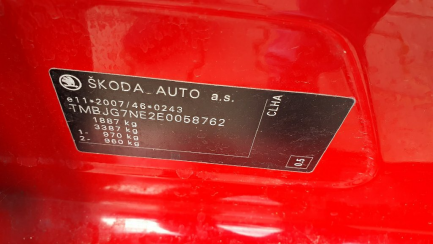 ŠKODA AUTO a.s.
e11*2007/46*0243
TMBJG7NE2E0058762
1887 kg
3387 kg
1- 970 kg
2- 960 kg
CLHA
0.5